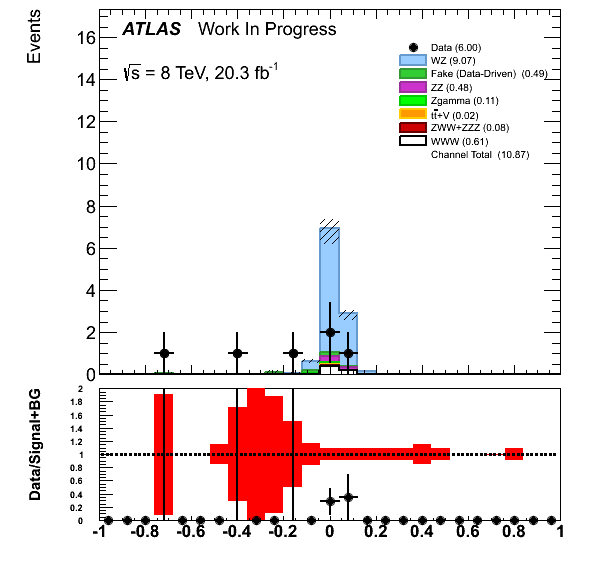 ATLAS Work In Progress
√s = 8 TeV, 20.3 fb-1
Events
16
14
12
10
8
6
4
2
0
Data (6.00)
WZ (9.07)
Fake (Data-Driven) (0.49)
ZZ (0.48)
Zgamma (0.11)
tt̄+V (0.02)
ZWW+ZZZ (0.08)
WWW (0.61)
Channel Total (10.87)
Data/Signal+BG
2
1.8
1.6
1.4
1.2
1
0.8
0.6
0.4
0.2
0
-1 -0.8 -0.6 -0.4 -0.2 0 0.2 0.4 0.6 0.8 1